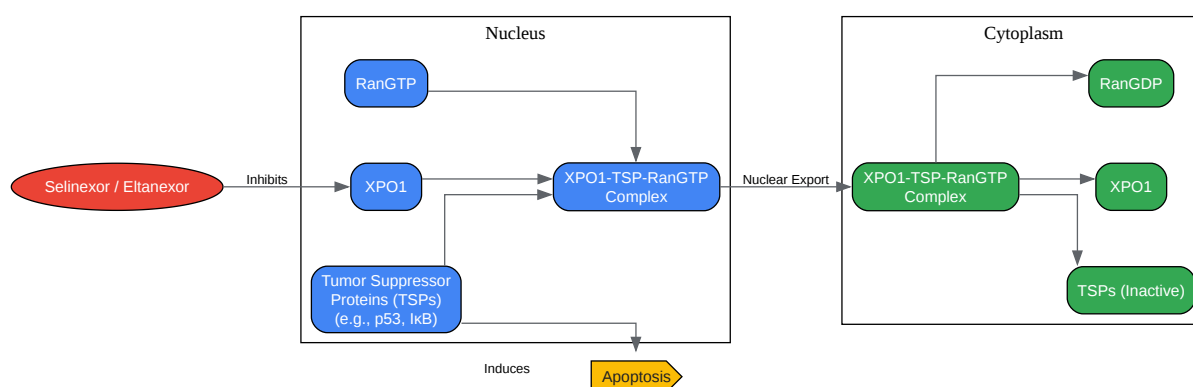 Nucleus
Cytoplasm
RanGTP
RanGDP
Selinexor / Eltanexor
Inhibits
XPO1
XPO1-TSP-RanGTP
Complex
Nuclear Export
XPO1-TSP-RanGTP
Complex
XPO1
Tumor Suppressor
Proteins (TSPs)
(e.g., p53, IκB)
TSPs (Inactive)
Induces
Apoptosis